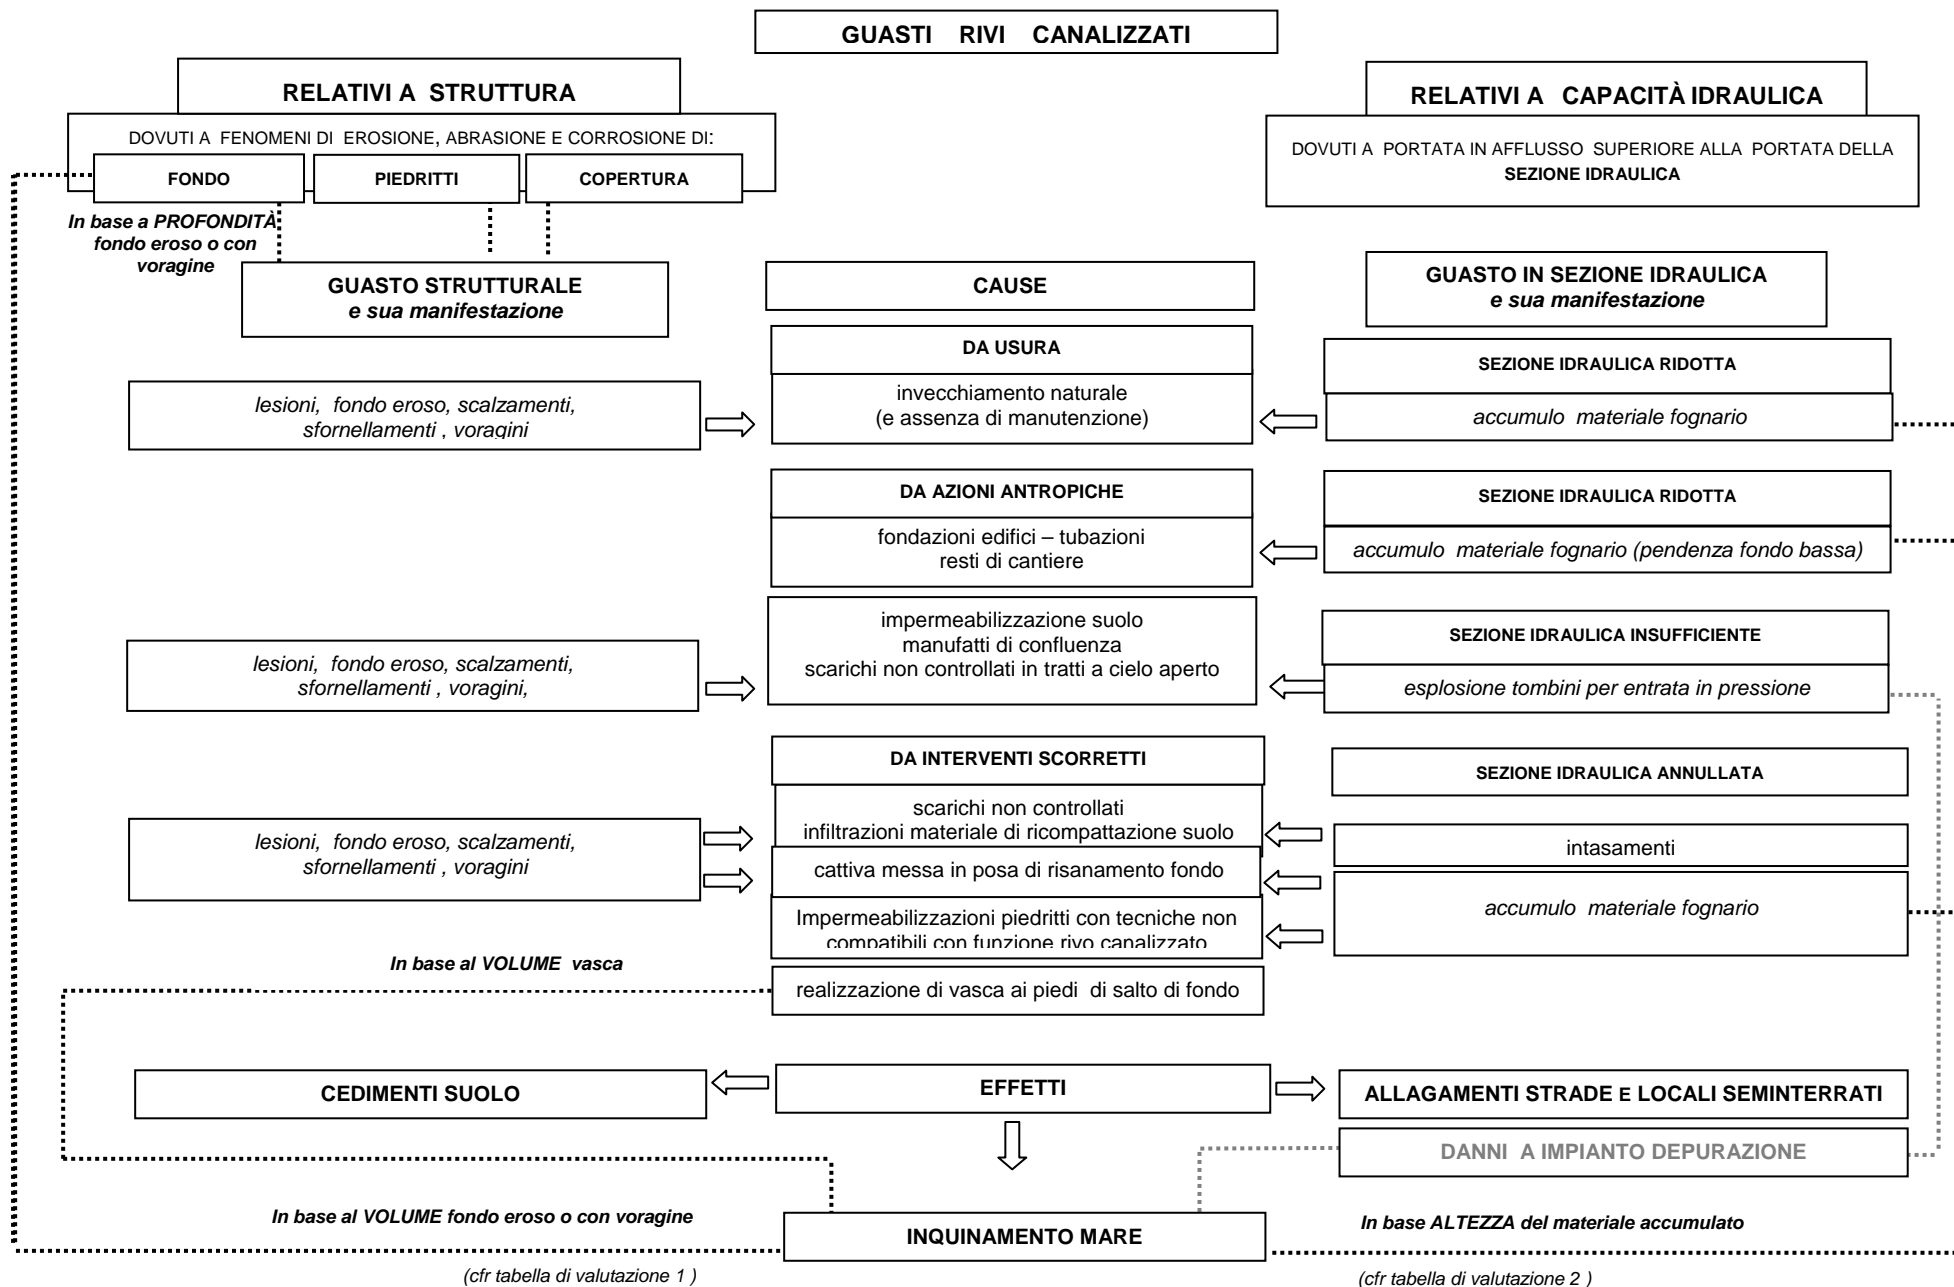 GUASTI RIVI CANALIZZATI
RELATIVI A STRUTTURA
DOVUTI A FENOMENI DI EROSIONE, ABRASIONE E CORROSIONE DI:
FONDO
PIEDRITTI
COPERTURA
RELATIVI A CAPACITÀ IDRAULICA
DOVUTI A PORTATA IN AFFLUSSO SUPERIORE ALLA PORTATA DELLA
SEZIONE IDRAULICA
In base a PROFONDITÀ
fondo eroso o con
voragine
GUASTO STRUTTURALE
e sua manifestazione
CAUSE
GUASTO IN SEZIONE IDRAULICA
e sua manifestazione
DA USURA
invecchiamento naturale
(e assenza di manutenzione)
lesioni, fondo eroso, scalzamenti,
sfornellamenti , voragini
SEZIONE IDRAULICA RIDOTTA
accumulo materiale fognario
DA AZIONI ANTROPICHE
fondazioni edifici – tubazioni
resti di cantiere
SEZIONE IDRAULICA RIDOTTA
accumulo materiale fognario (pendenza fondo bassa)
impermeabilizzazione suolo
manufatti di confluenza
scarichi non controllati in tratti a cielo aperto
lesioni, fondo eroso, scalzamenti,
sfornellamenti , voragini,
SEZIONE IDRAULICA INSUFFICIENTE
esplosione tombini per entrata in pressione
DA INTERVENTI SCORRETTI
scarichi non controllati
infiltrazioni materiale di ricompattazione suolo
cattiva messa in posa di risanamento fondo
Impermeabilizzazioni piedritti con tecniche non
compatibili con funzione rivo canalizzato
realizzazione di vasca ai piedi di salto di fondo
lesioni, fondo eroso, scalzamenti,
sfornellamenti , voragini
SEZIONE IDRAULICA ANNULLATA
intasamenti
accumulo materiale fognario
In base al VOLUME vasca
CEDIMENTI SUOLO
EFFETTI
ALLAGAMENTI STRADE E LOCALI SEMINTERRATI
DANNI A IMPIANTO DEPURAZIONE
In base al VOLUME fondo eroso o con voragine
INQUINAMENTO MARE
In base ALTEZZA del materiale accumulato
(cfr tabella di valutazione 1 )
(cfr tabella di valutazione 2 )